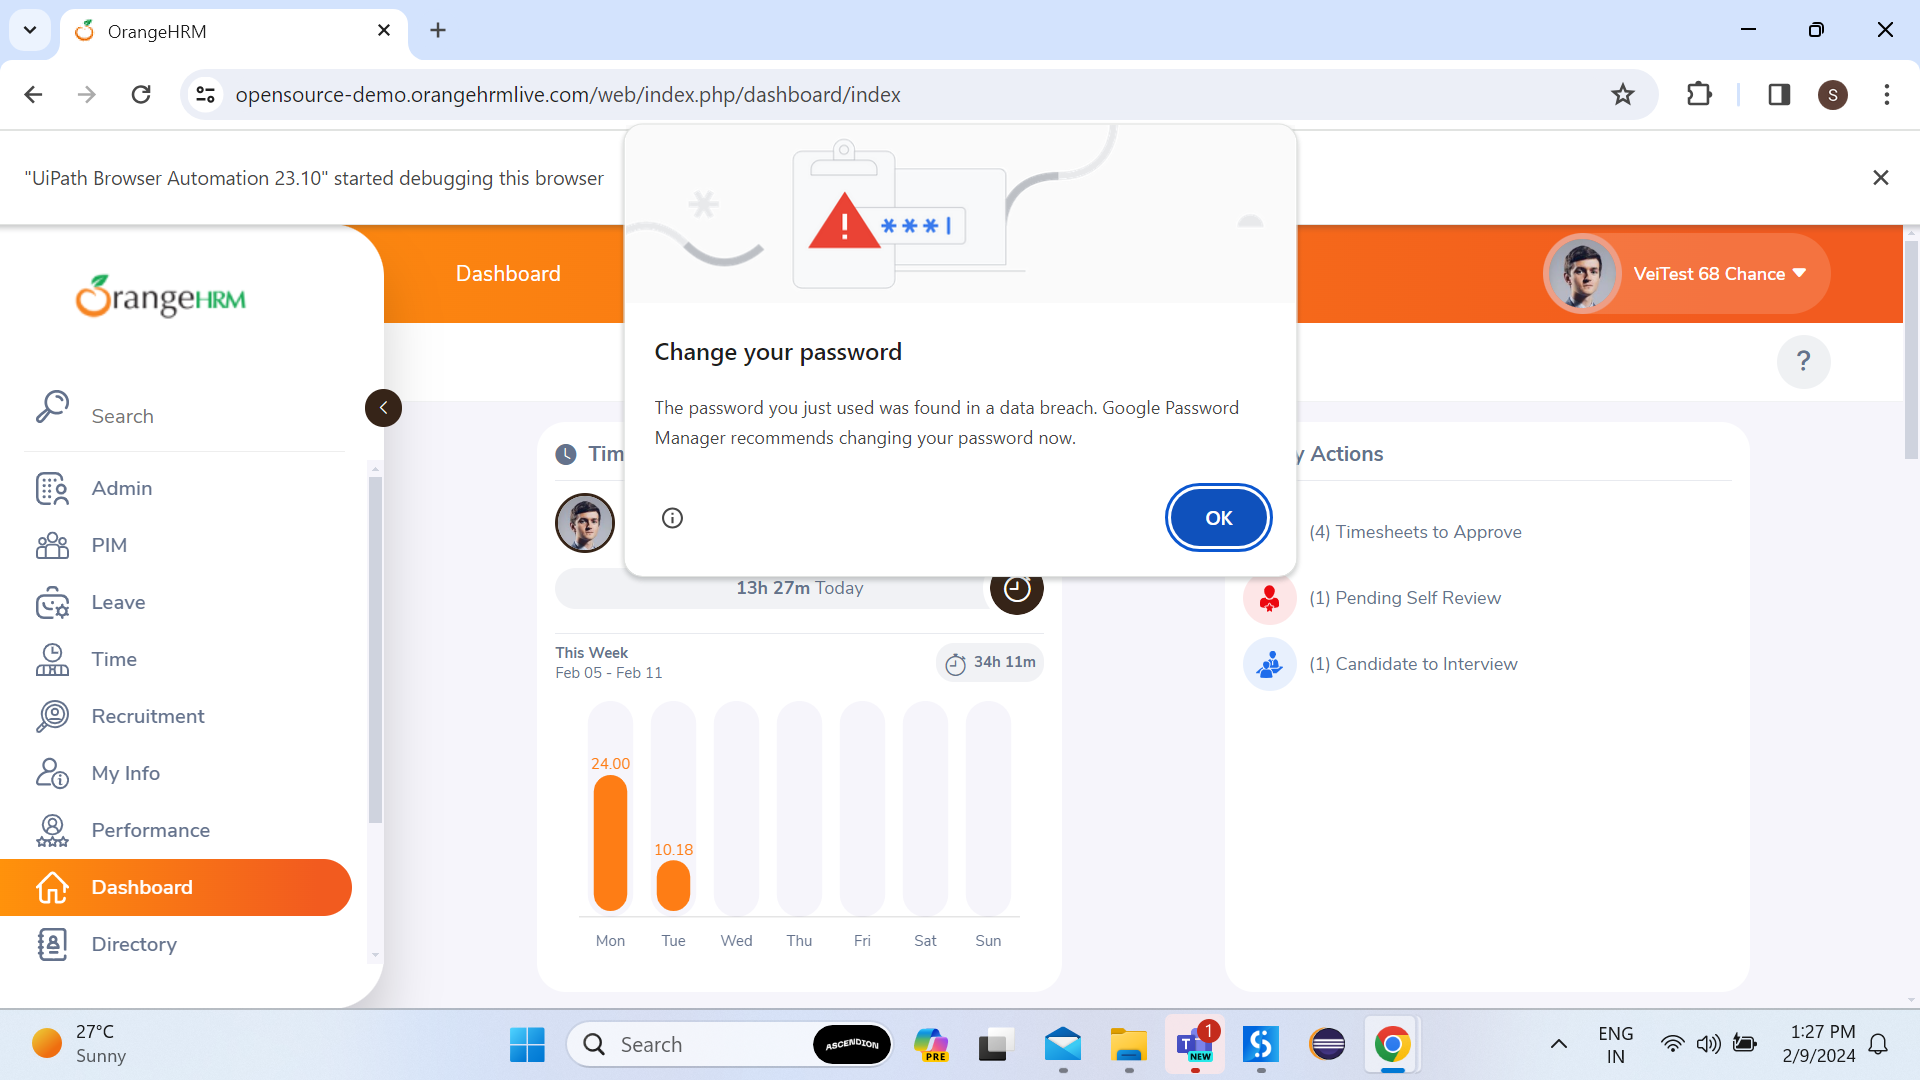 OrangeHRM
opensource-demo.orangehrmlive.com/web/index.php/dashboard/index
S
"UiPath Browser Automation 23.10" started debugging this browser
***|
OrangeHRM
Dashboard
VeiTest 68 Chance
Change your password
The password you just used was found in a data breach. Google Password
Manager recommends changing your password now.
OK
?
Search
Admin
PIM
Leave
Time
Recruitment
My Info
Performance
Dashboard
Directory
Tim
13h 27m Today
This Week
Feb 05 - Feb 11
34h 11m
24.00
10.18
Mon Tue Wed Thu Fri Sat Sun
y Actions
(4) Timesheets to Approve
(1) Pending Self Review
(1) Candidate to Interview
27°C
Sunny
Search
ASCENDION
PRE
1
T
NEW
ENG
IN
1:27 PM
2/9/2024